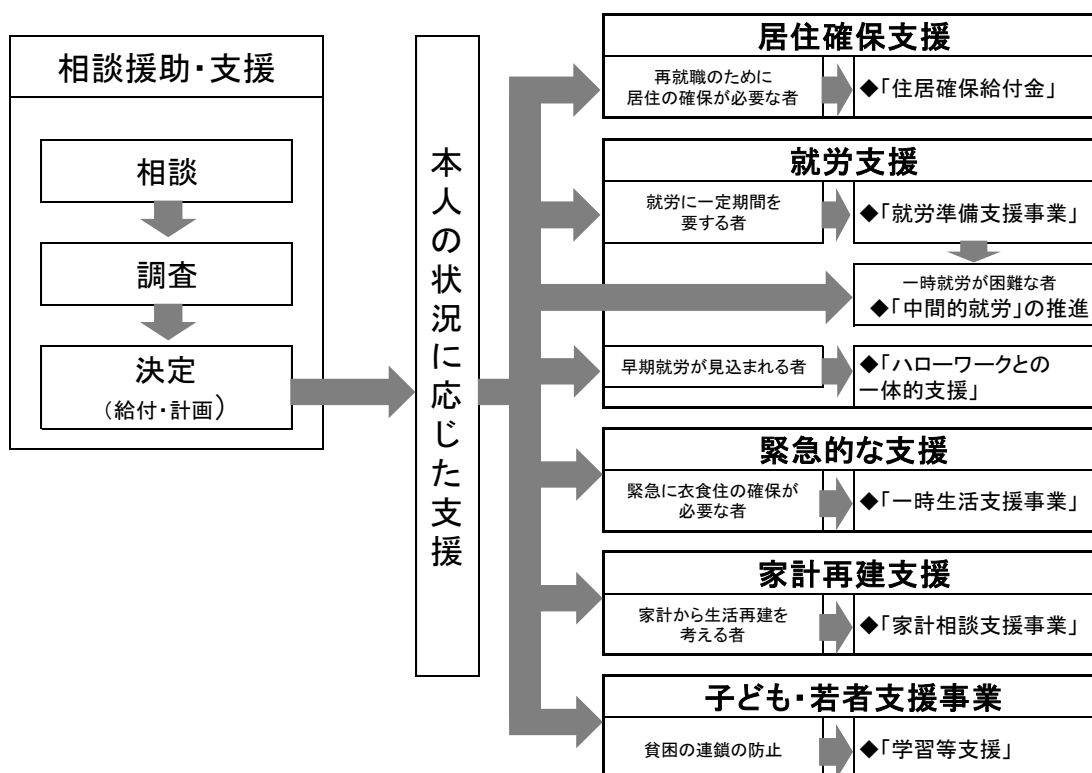 相談援助・支援
相談
調査
決定
（給付・計画）
本人の状況に応じた支援
居住確保支援
再就職のために
居住の確保が必要な者
◆「住居確保給付金」
就労支援
就労に一定期間を
要する者
◆「就労準備支援事業」
一時就労が困難な者
◆「中間的就労」の推進
早期就労が見込まれる者
◆「ハローワークとの
一体的支援」
緊急的な支援
緊急に衣食住の確保が
必要な者
◆「一時生活支援事業」
家計再建支援
家計から生活再建を
考える者
◆「家計相談支援事業」
子ども・若者支援事業
貧困の連鎖の防止
◆「学習等支援」